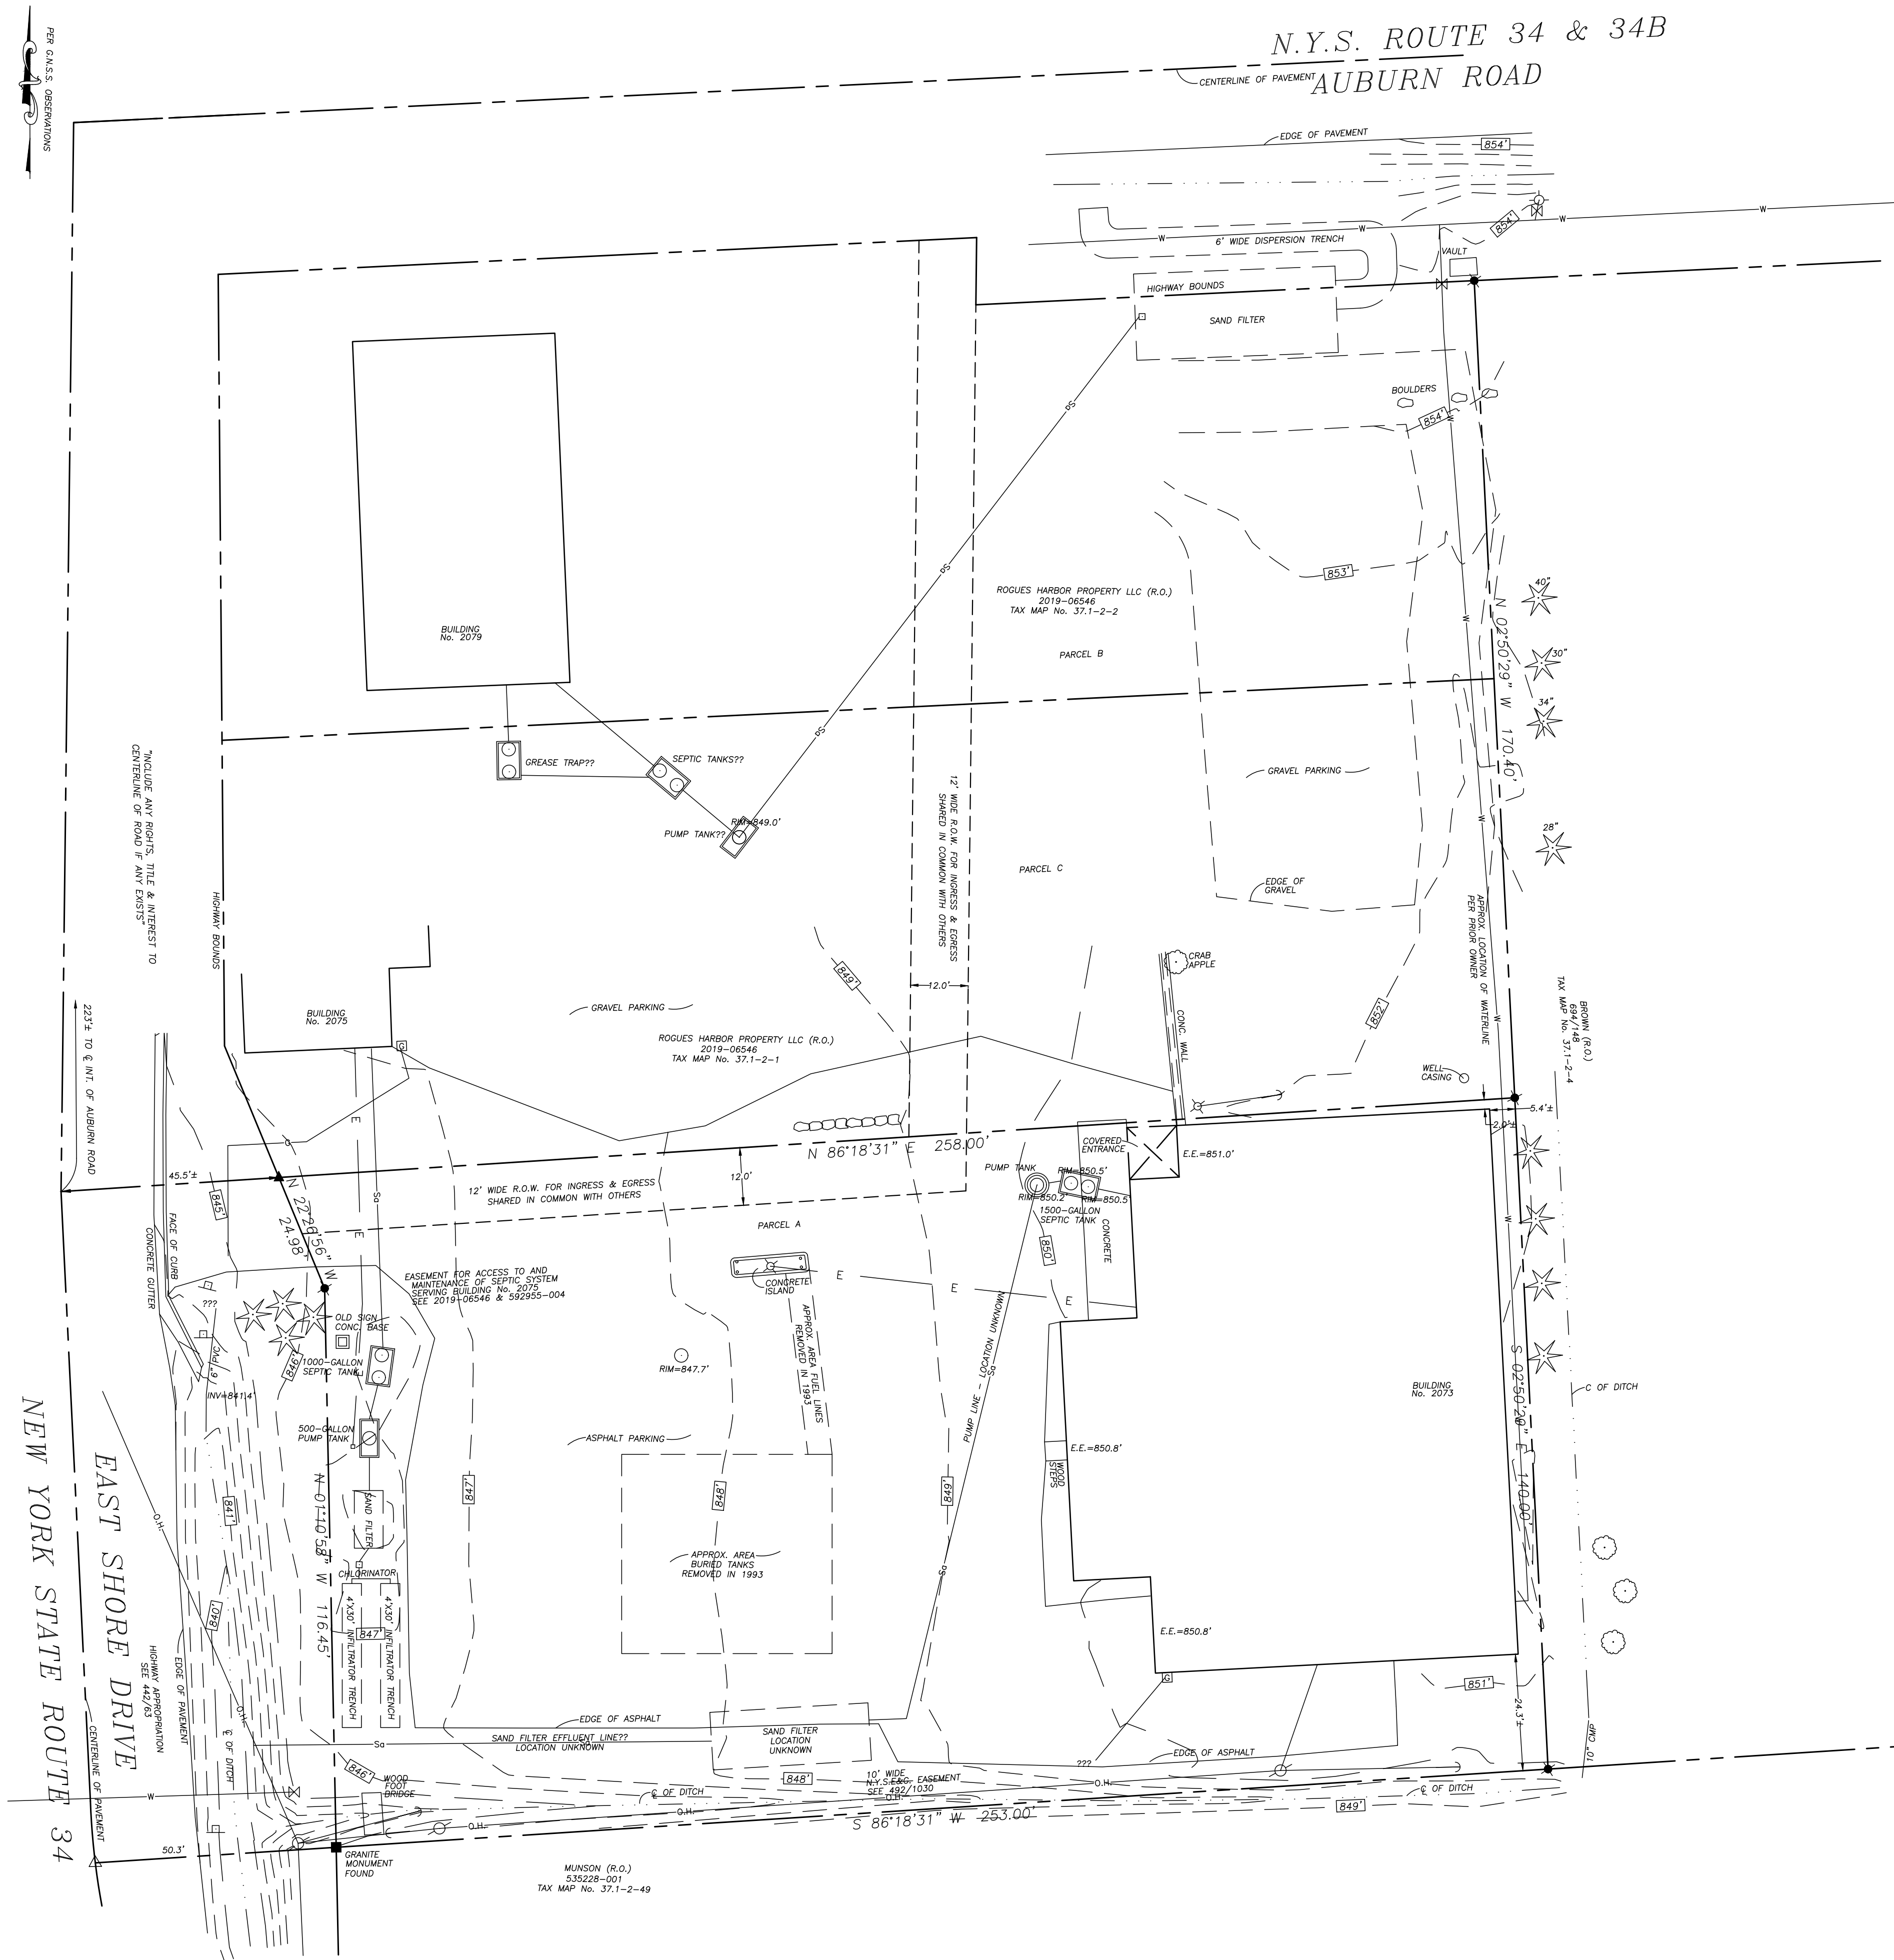 PER G.N.S.S. OBSERVATIONS
N.Y.S. ROUTE 34 & 34B
CENTERLINE OF PAVEMENT
AUBURN ROAD
EDGE OF PAVEMENT
854'
854'
W
W
W
W
6' WIDE DISPERSION TRENCH
VAULT
HIGHWAY BOUNDS
SAND FILTER
BOULDERS
854'
W
Sa
Sa
853'
40"
ROGUES HARBOR PROPERTY LLC (R.O.)
2019-06546
TAX MAP No. 37.1-2-2
W
N 02°50'29" W 170.40'
BUILDING
No. 2079
PARCEL B
30"
34"
Sa
GREASE TRAP??
SEPTIC TANKS??
GRAVEL PARKING
RIM=849.0'
PUMP TANK??
W
28"
"INCLUDE ANY RIGHTS, TITLE & INTEREST TO
CENTERLINE OF ROAD IF ANY EXISTS"
12' WIDE R.O.W. FOR INGRESS & EGRESS
SHARED IN COMMON WITH OTHERS
PARCEL C
EDGE OF
GRAVEL
HIGHWAY BOUNDS
APPROX. LOCATION OF WATERLINE
PER PRIOR OWNER
CRAB
APPLE
849'
12.0'
BROWN (R.O.)
694/148
TAX MAP No. 37.1-2-4
BUILDING
No. 2075
GRAVEL PARKING
852'
W
223'± TO ℄ INT. OF AUBURN ROAD
G
ROGUES HARBOR PROPERTY LLC (R.O.)
2019-06546
TAX MAP No. 37.1-2-1
CONC. WALL
WELL
CASING
E
5.4'±
2.0'±
G
N 86°18'31" E 258.00'
COVERED
ENTRANCE
E.E.=851.0'
45.5'±
12' WIDE R.O.W. FOR INGRESS & EGRESS
SHARED IN COMMON WITH OTHERS
12.0'
PUMP TANK
RIM=850.5'
RIM=850.2'
RIM=850.5'
1500-GALLON
SEPTIC TANK
845'
N 22°26'56" W
24.98'
Sa
E
PARCEL A
W
FACE OF CURB
CONCRETE GUTTER
850'
CONCRETE
EASEMENT FOR ACCESS TO AND
MAINTENANCE OF SEPTIC SYSTEM
SERVING BUILDING No. 2075
SEE 2019-06546 & 592955-004
CONCRETE
ISLAND
E
E
E
???
OLD SIGN
CONC. BASE
APPROX. AREA FUEL LINES
REMOVED IN 1993
PUMP LINE - LOCATION UNKNOWN
6" PVC
846'
1000-GALLON
SEPTIC TANK
INV=841.4'
RIM=847.7'
Sa
S 02°50'29" E 140.00'
BUILDING
No. 2073
C OF DITCH
500-GALLON
PUMP TANK
ASPHALT PARKING
E.E.=850.8'
WOOD
STEPS
N 01°10'58" W 116.45'
847'
848'
849'
841'
O.H.
SAND FILTER
APPROX. AREA
BURIED TANKS
REMOVED IN 1993
Sa
CHLORINATOR
4'X30' INFILTRATOR TRENCH
4'X30' INFILTRATOR TRENCH
847'
840'
E.E.=850.8'
NEW YORK STATE ROUTE 34
EAST SHORE DRIVE
HIGHWAY APPROPRIATION
SEE 442/63
EDGE OF PAVEMENT
G
851'
24.3'±
O.H.
EDGE OF ASPHALT
SAND FILTER
LOCATION
UNKNOWN
Sa
SAND FILTER EFFLUENT LINE??
LOCATION UNKNOWN
CENTERLINE OF PAVEMENT
℄ OF DITCH
???
EDGE OF ASPHALT
10" CMP
846'
WOOD
FOOT
BRIDGE
848'
10' WIDE
N.Y.S.E&G. EASEMENT
SEE 492/1030
O.H.
O.H.
O.H.
O.H.
℄ OF DITCH
℄ OF DITCH
849'
W
S 86°18'31" W 253.00'
50.3'
GRANITE
MONUMENT
FOUND
MUNSON (R.O.)
535228-001
TAX MAP No. 37.1-2-49